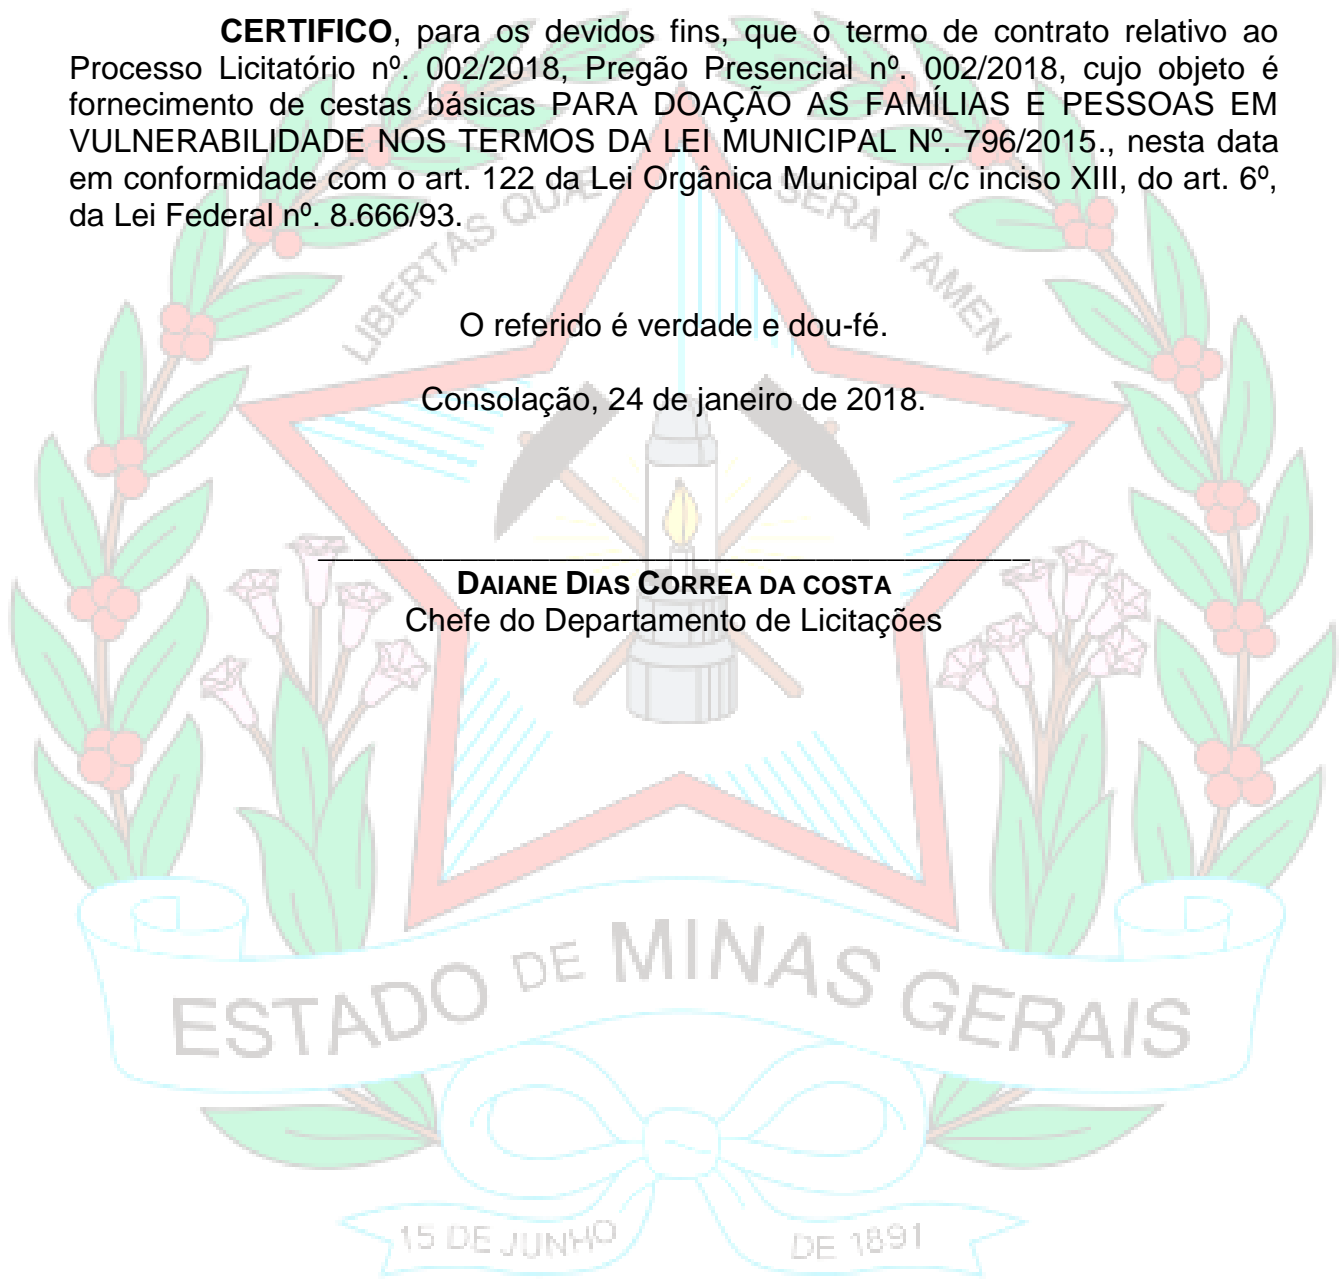 CERTIFICO, para os devidos fins, que o termo de contrato relativo ao
Processo Licitatório nº. 002/2018, Pregão Presencial nº. 002/2018, cujo objeto é
fornecimento de cestas básicas PARA DOAÇÃO AS FAMÍLIAS E PESSOAS EM
VULNERABILIDADE NOS TERMOS DA LEI MUNICIPAL Nº. 796/2015., nesta data
em conformidade com o art. 122 da Lei Orgânica Municipal c/c inciso XIII, do art. 6º,
da Lei Federal nº. 8.666/93.
LIBERTAS QUÆ SERA TAMEN
O referido é verdade e dou-fé.
Consolação, 24 de janeiro de 2018.
DAIANE DIAS CORREA DA COSTA
Chefe do Departamento de Licitações
ESTADO DE MINAS GERAIS
15 DE JUNHO DE 1891